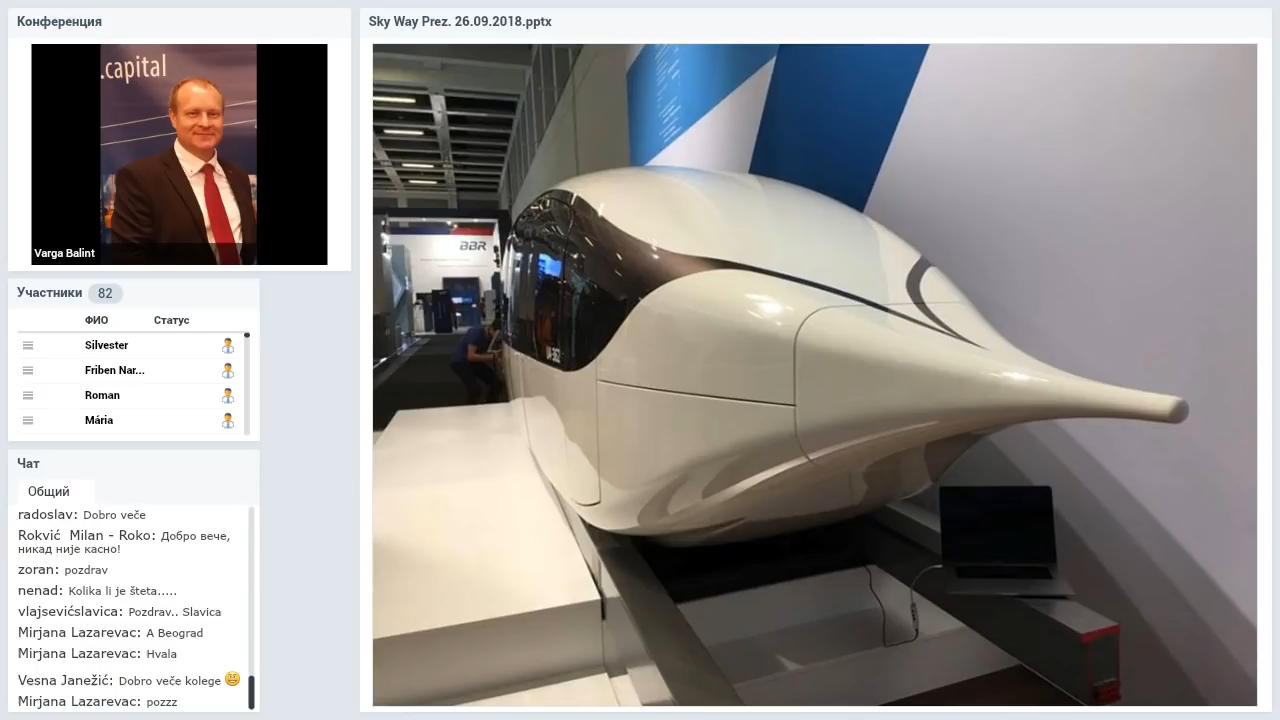 Конференция
.capital
Varga Balint
Участники 82
ФИО Статус
Silvester
Friben Nar...
Roman
Mária
Чат
Общий
radoslav: Dobro veče
Rokvić Milan - Roko: Добро вече,
никад није касно!
zoran: pozdrav
nenad: Kolika li je šteta.....
vlajsevićslavica: Pozdrav.. Slavica
Mirjana Lazarevac: A Beograd
Mirjana Lazarevac: Hvala
Vesna Janežić: Dobro veče kolege
Mirjana Lazarevac: pozzz
Sky Way Prez. 26.09.2018.pptx
BBR